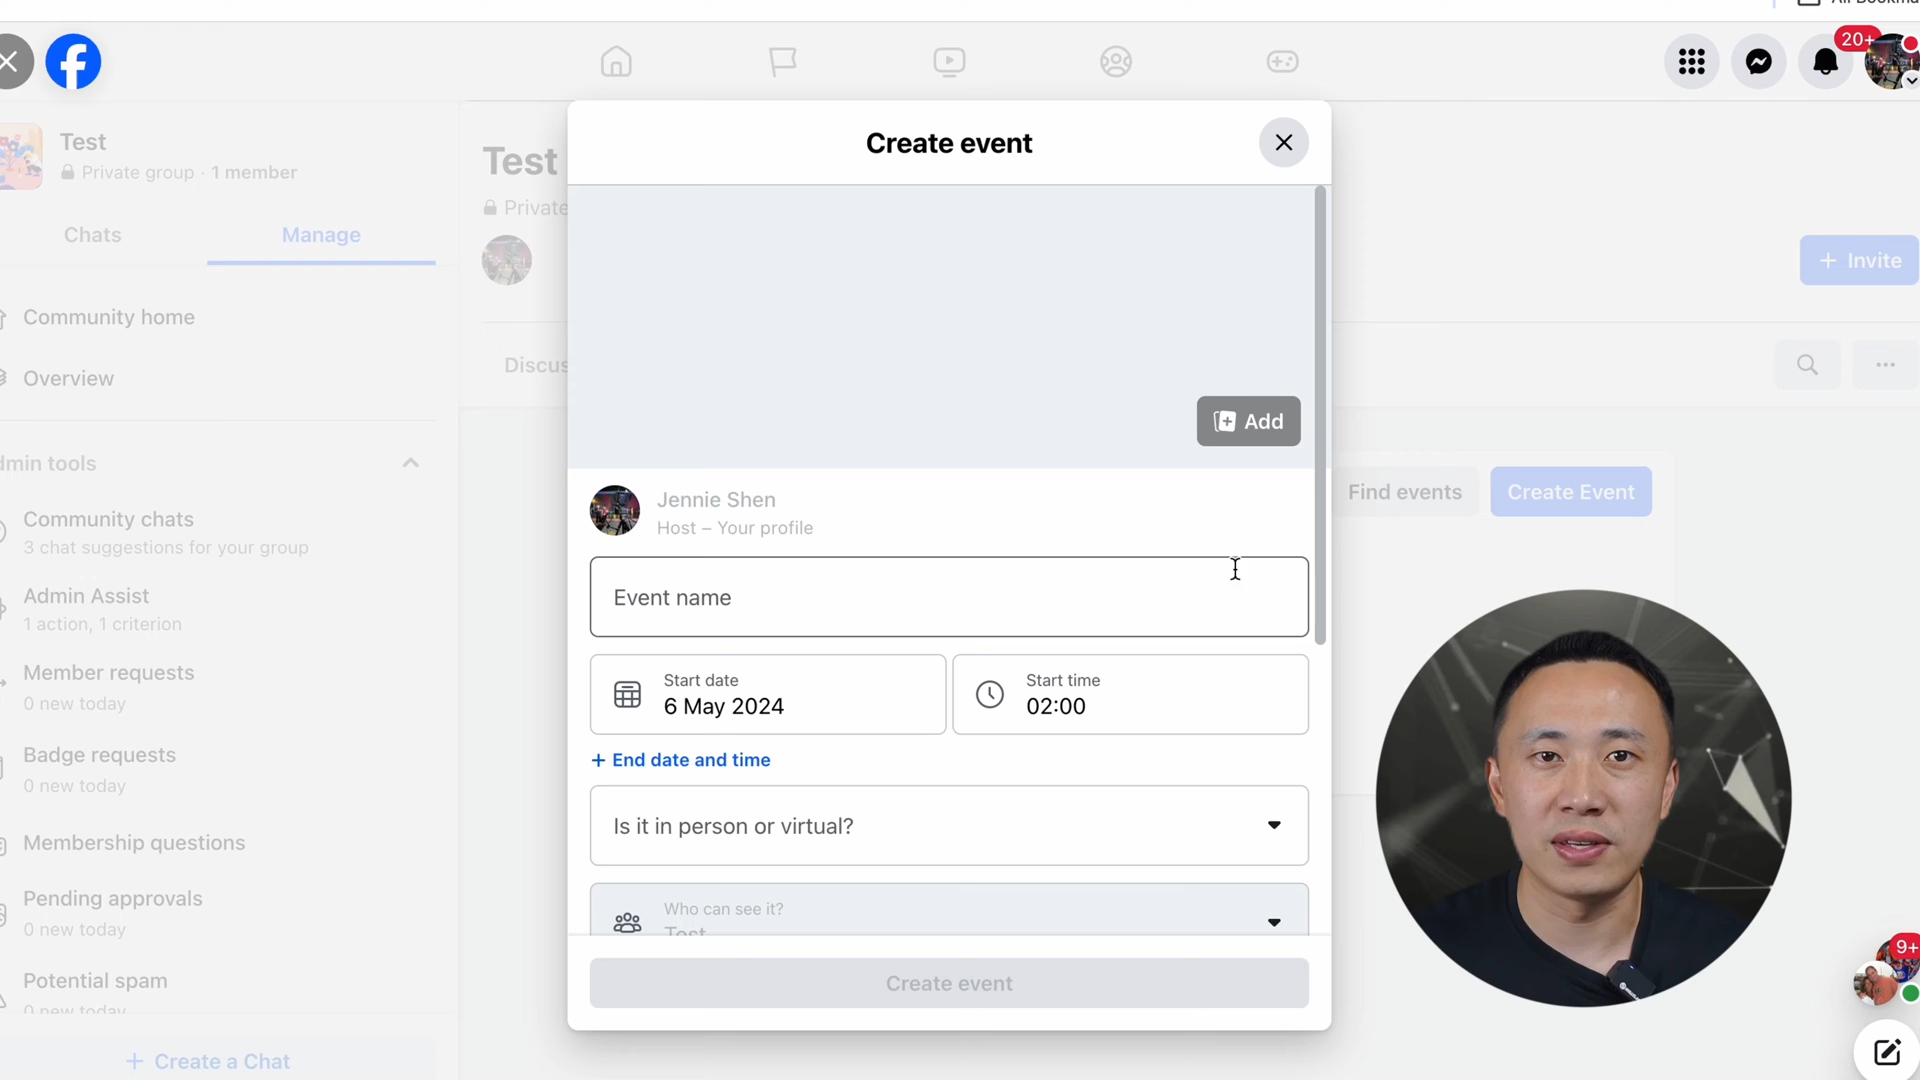 20+
Test
Private group · 1 member
Chats
Manage
Community home
Overview
dmin tools
Community chats
3 chat suggestions for your group
Admin Assist
1 action, 1 criterion
Member requests
0 new today
Badge requests
0 new today
Membership questions
Pending approvals
0 new today
Potential spam
0 new today
+ Create a Chat
Test
Private
+ Invite
Discus
Find events
Create Event
Create event
Add
Jennie Shen
Host – Your profile
Event name
Start date
6 May 2024
Start time
02:00
+ End date and time
Is it in person or virtual?
Who can see it?
Test
Create event
9+